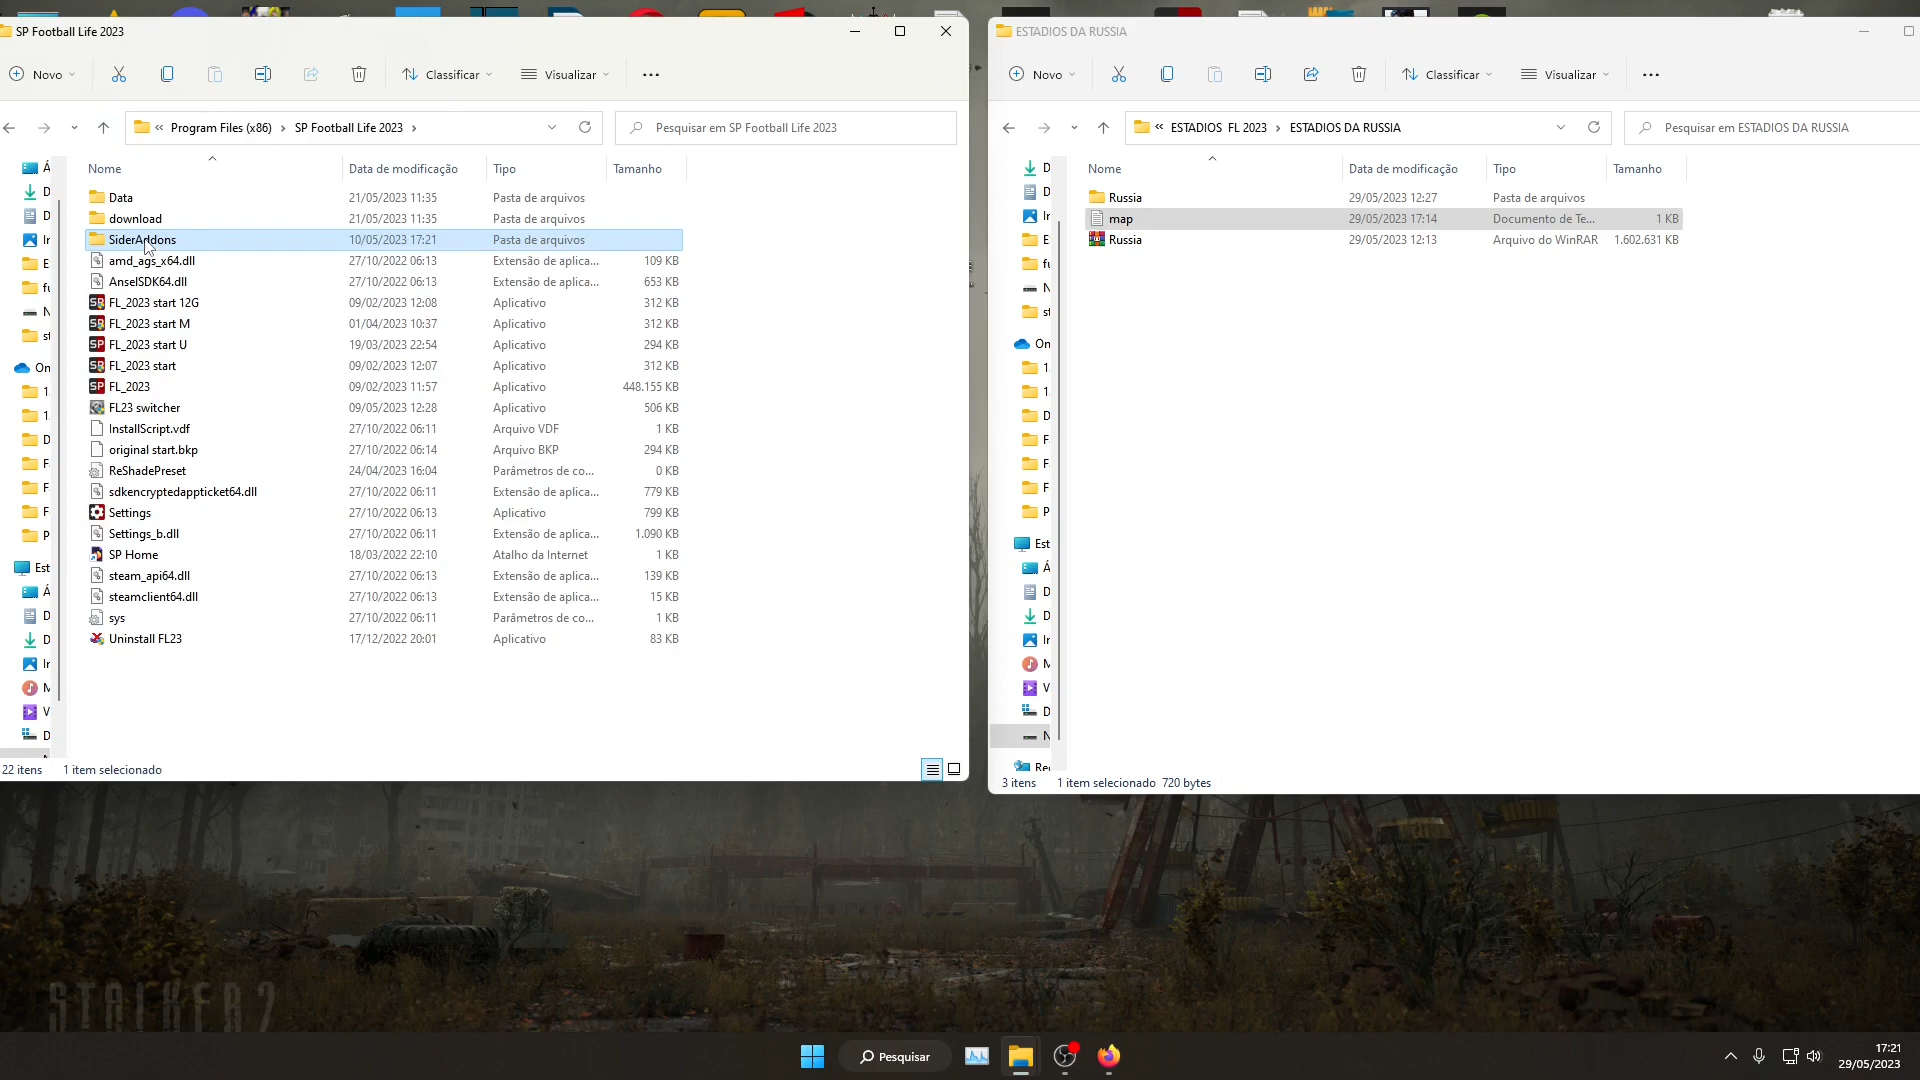 SP Football Life 2023
Novo
Classificar
Visualizar
« Program Files (x86) > SP Football Life 2023 >
Pesquisar em SP Football Life 2023
Nome Data de modificação Tipo Tamanho
Data 21/05/2023 11:35 Pasta de arquivos
download 21/05/2023 11:35 Pasta de arquivos
SiderAddons 10/05/2023 17:21 Pasta de arquivos
amd_ags_x64.dll 27/10/2022 06:13 Extensão de aplica... 109 KB
AnselSDK64.dll 27/10/2022 06:13 Extensão de aplica... 653 KB
FL_2023 start 12G 09/02/2023 12:08 Aplicativo 312 KB
FL_2023 start M 01/04/2023 10:37 Aplicativo 312 KB
FL_2023 start U 19/03/2023 22:54 Aplicativo 294 KB
FL_2023 start 09/02/2023 12:07 Aplicativo 312 KB
FL_2023 09/02/2023 11:57 Aplicativo 448.155 KB
FL23 switcher 09/05/2023 12:28 Aplicativo 506 KB
InstallScript.vdf 27/10/2022 06:11 Arquivo VDF 1 KB
original start.bkp 27/10/2022 06:14 Arquivo BKP 294 KB
ReShadePreset 24/04/2023 16:04 Parâmetros de co... 0 KB
sdkencryptedappticket64.dll 27/10/2022 06:11 Extensão de aplica... 779 KB
Settings 27/10/2022 06:13 Aplicativo 799 KB
Settings_b.dll 27/10/2022 06:11 Extensão de aplica... 1.090 KB
SP Home 18/03/2022 22:10 Atalho da Internet 1 KB
steam_api64.dll 27/10/2022 06:13 Extensão de aplica... 139 KB
steamclient64.dll 27/10/2022 06:13 Extensão de aplica... 15 KB
sys 27/10/2022 06:11 Parâmetros de co... 1 KB
Uninstall FL23 17/12/2022 20:01 Aplicativo 83 KB
22 itens 1 item selecionado
ESTADIOS DA RUSSIA
Novo
Classificar
Visualizar
« ESTADIOS FL 2023 > ESTADIOS DA RUSSIA
Pesquisar em ESTADIOS DA RUSSIA
Nome Data de modificação Tipo Tamanho
Russia 29/05/2023 12:27 Pasta de arquivos
map 29/05/2023 17:14 Documento de Te... 1 KB
Russia 29/05/2023 12:13 Arquivo do WinRAR 1.602.631 KB
3 itens 1 item selecionado 720 bytes
STALKER 2
Pesquisar
17:21
29/05/2023